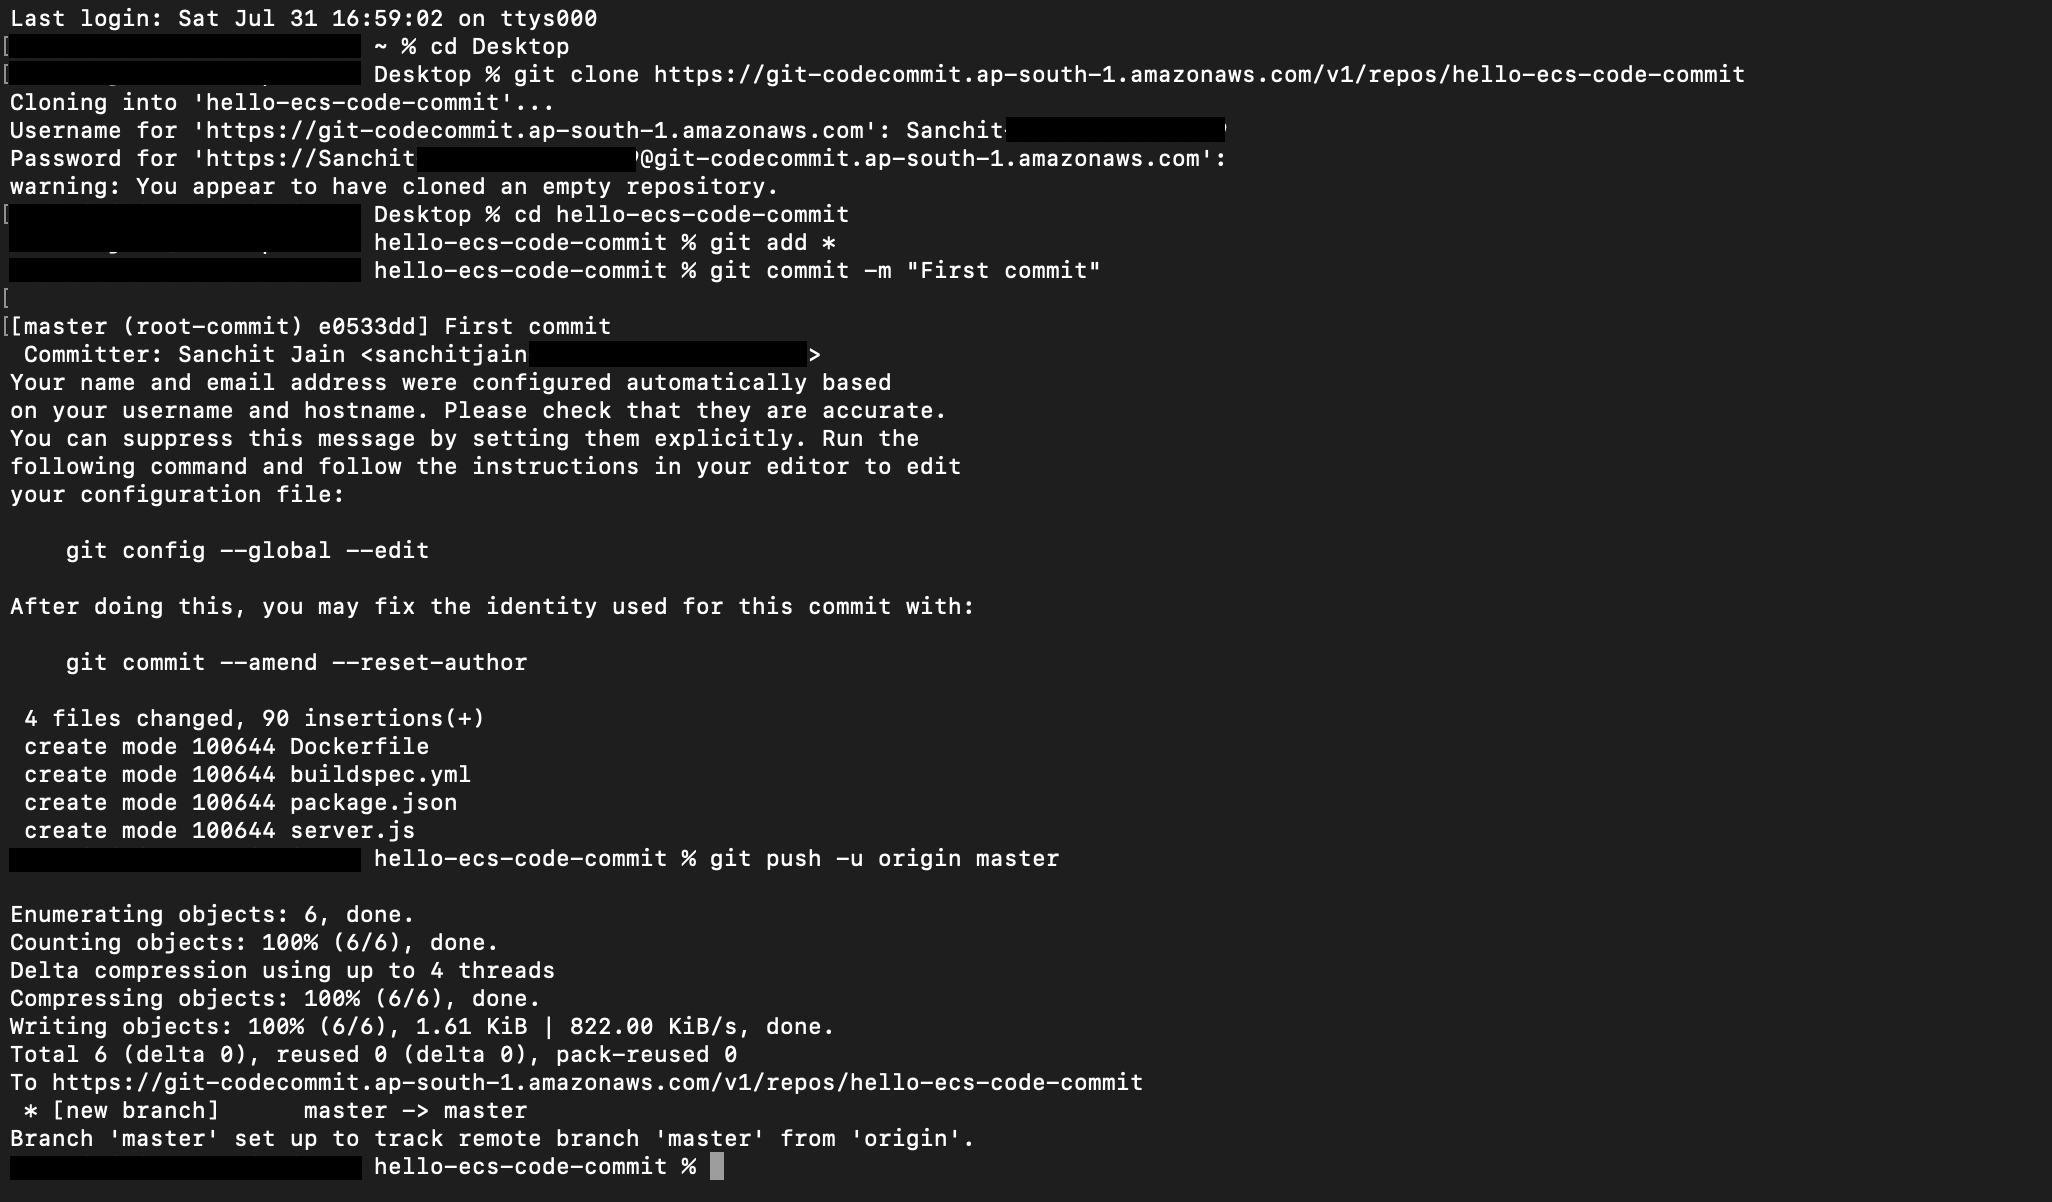 Last login: Sat Jul 31 16:59:02 on ttys000
~ % cd Desktop
Desktop % git clone https://git-codecommit.ap-south-1.amazonaws.com/v1/repos/hello-ecs-code-commit
Cloning into 'hello-ecs-code-commit'...
Username for 'https://git-codecommit.ap-south-1.amazonaws.com': Sanchit
Password for 'https://Sanchit @git-codecommit.ap-south-1.amazonaws.com':
warning: You appear to have cloned an empty repository.
Desktop % cd hello-ecs-code-commit
hello-ecs-code-commit % git add *
hello-ecs-code-commit % git commit -m "First commit"
[master (root-commit) e0533dd] First commit
Committer: Sanchit Jain <sanchitjain >
Your name and email address were configured automatically based
on your username and hostname. Please check that they are accurate.
You can suppress this message by setting them explicitly. Run the
following command and follow the instructions in your editor to edit
your configuration file:
git config --global --edit
After doing this, you may fix the identity used for this commit with:
git commit --amend --reset-author
4 files changed, 90 insertions(+)
create mode 100644 Dockerfile
create mode 100644 buildspec.yml
create mode 100644 package.json
create mode 100644 server.js
hello-ecs-code-commit % git push -u origin master
Enumerating objects: 6, done.
Counting objects: 100% (6/6), done.
Delta compression using up to 4 threads
Compressing objects: 100% (6/6), done.
Writing objects: 100% (6/6), 1.61 KiB | 822.00 KiB/s, done.
Total 6 (delta 0), reused 0 (delta 0), pack-reused 0
To https://git-codecommit.ap-south-1.amazonaws.com/v1/repos/hello-ecs-code-commit
* [new branch] master -> master
Branch 'master' set up to track remote branch 'master' from 'origin'.
hello-ecs-code-commit %